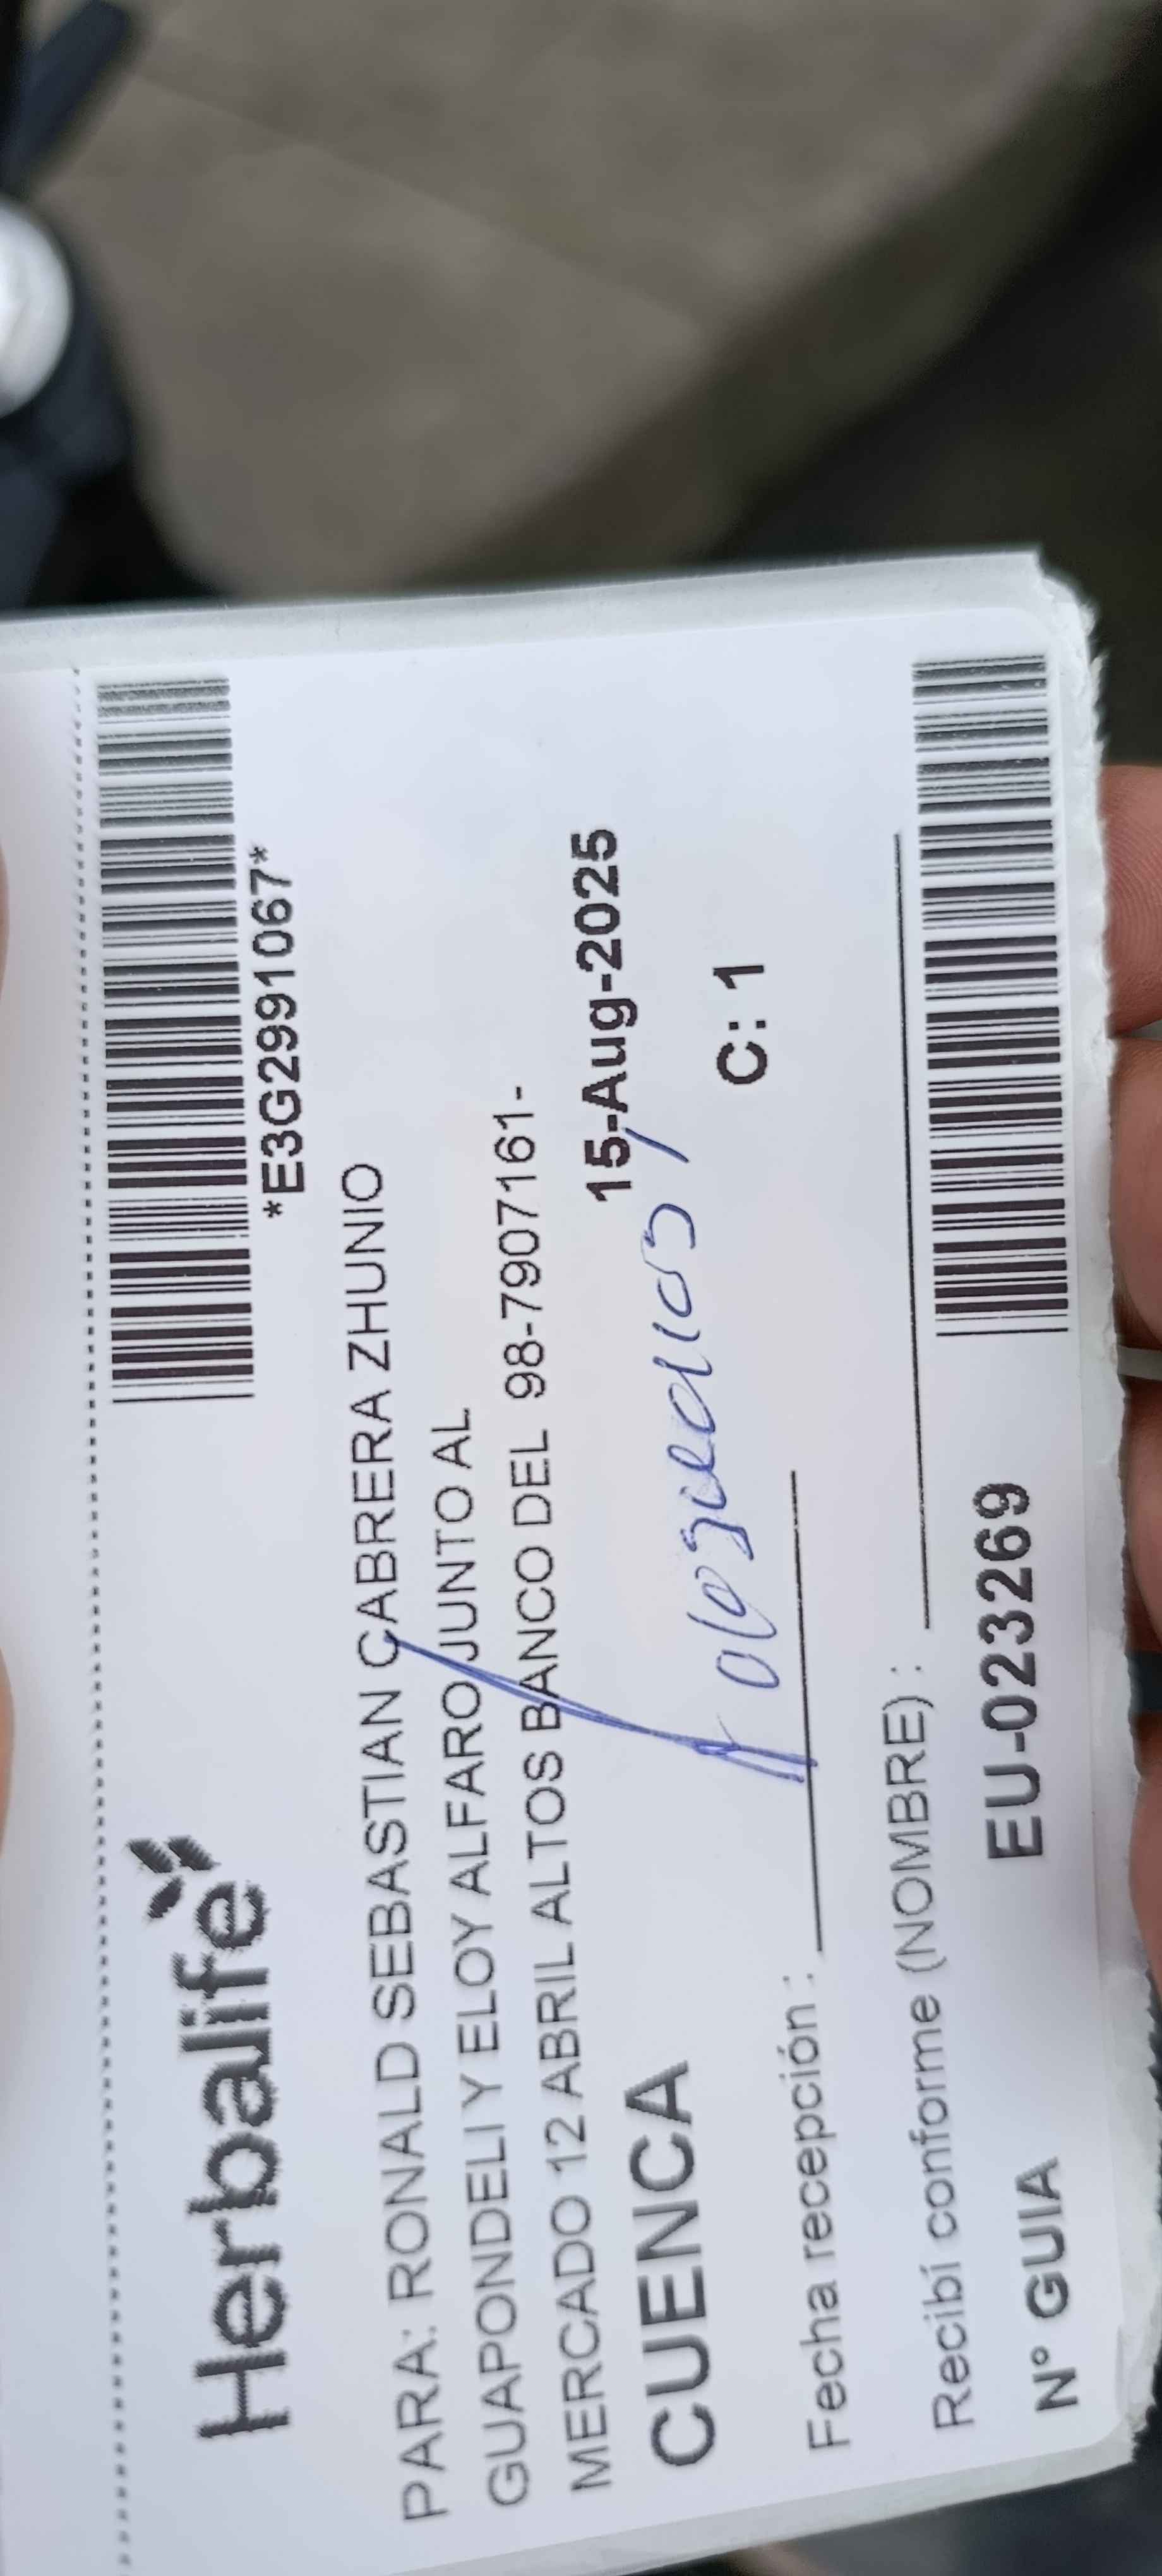 Herbalife
*E3G2991067*
PARA: RONALD SEBASTIAN CABRERA ZHUNIO
GUAPONDELI Y ELOY ALFARO JUNTO AL
MERCADO 12 ABRIL ALTOS BANCO DEL 98-7907161-
CUENCA 15-Aug-2025
C: 1
Fecha recepción :
Recibí conforme (NOMBRE) :
N° GUIA EU-023269